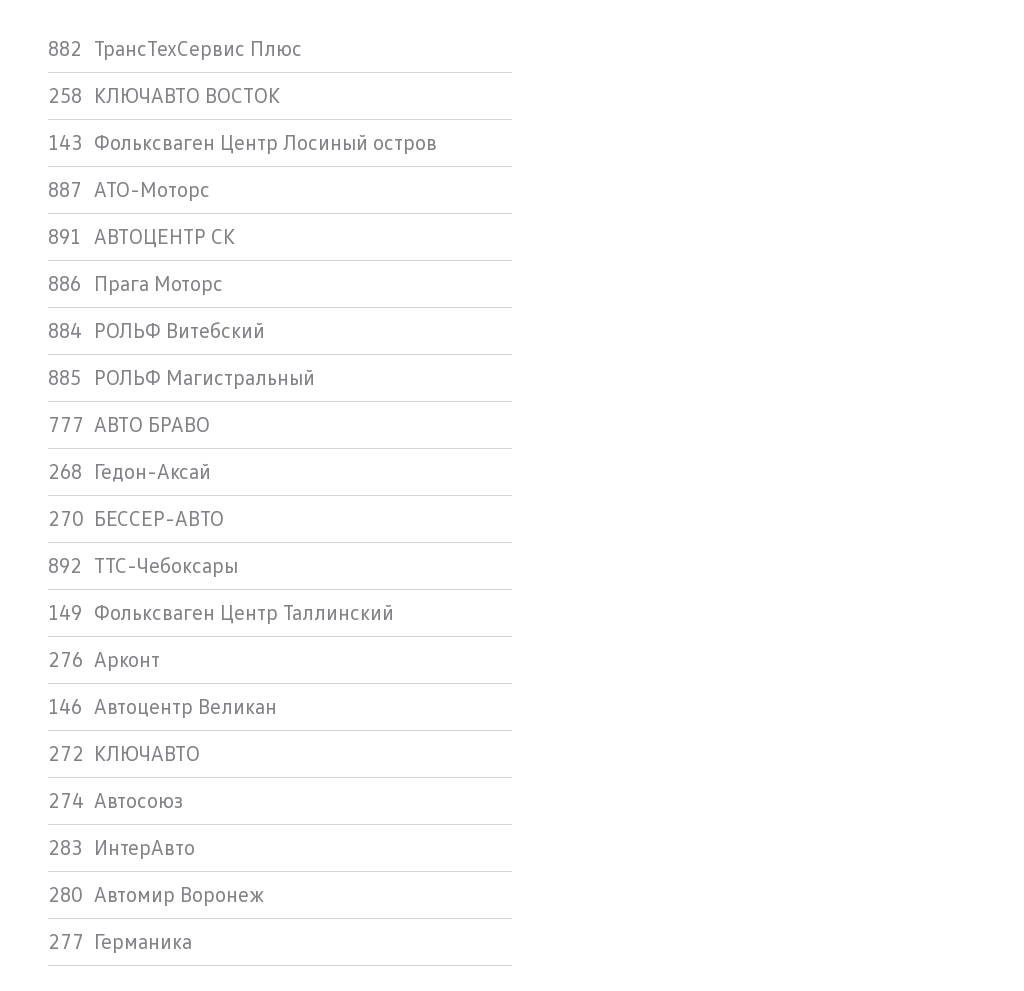 882 ТрансТехСервис Плюс
258 КЛЮЧАВТО ВОСТОК
143 Фольксваген Центр Лосиный остров
887 АТО-Моторс
891 АВТОЦЕНТР СК
886 Прага Моторс
884 РОЛЬФ Витебский
885 РОЛЬФ Магистральный
777 АВТО БРАВО
268 Гедон-Аксай
270 БЕССЕР-АВТО
892 ТТС-Чебоксары
149 Фольксваген Центр Таллинский
276 Арконт
146 Автоцентр Великан
272 КЛЮЧАВТО
274 Автосоюз
283 ИнтерАвто
280 Автомир Воронеж
277 Германика